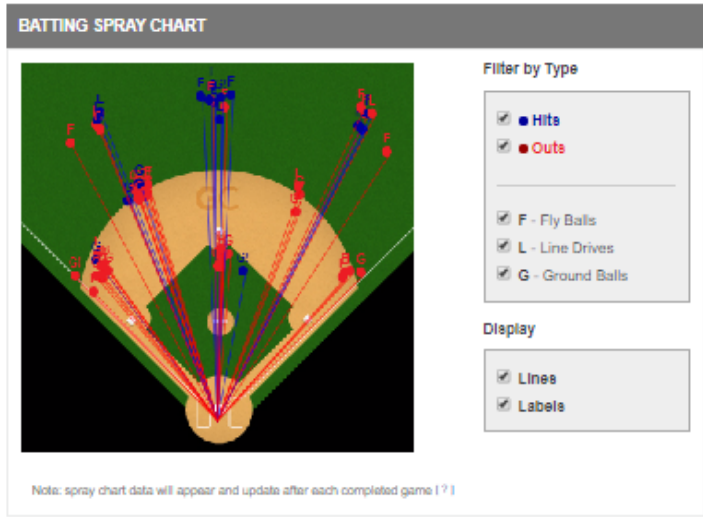 BATTING SPRAY CHART
Filter by Type
Hits
Outs
F - Fly Balls
L - Line Drives
G - Ground Balls
Display
Lines
Labels
GC
Note: spray chart data will appear and update after each completed game [ ? ]